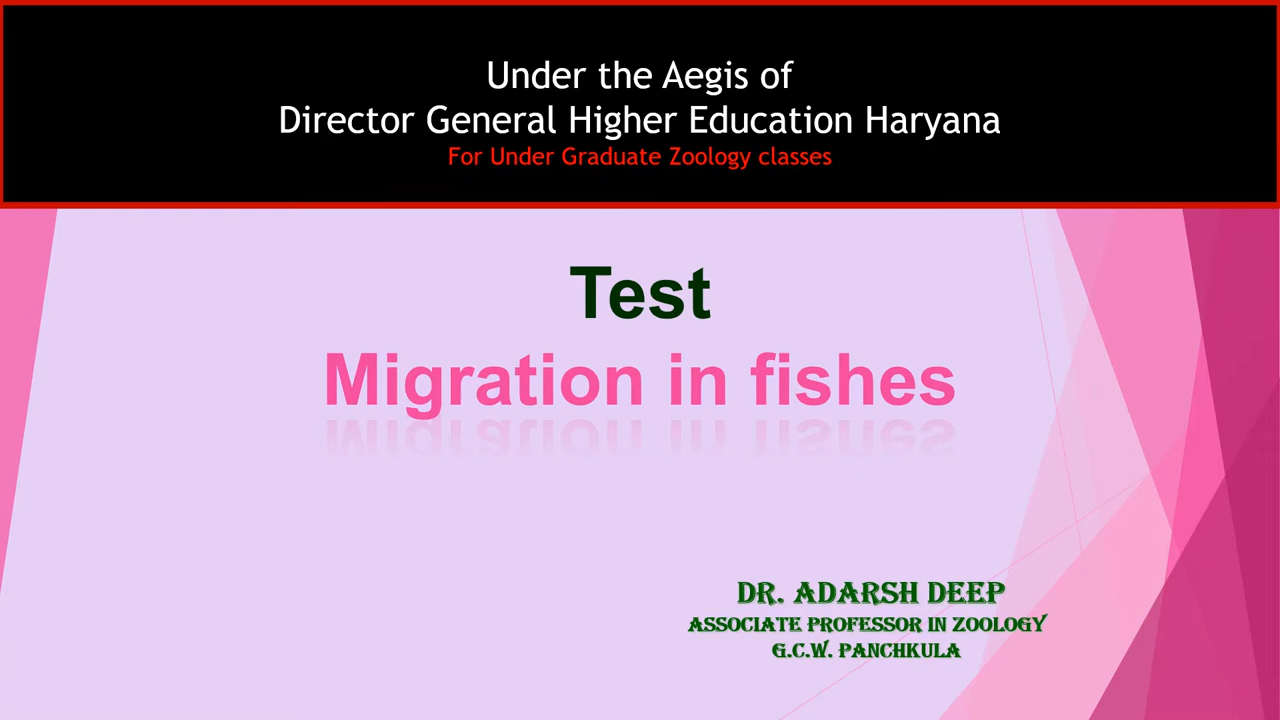 Under the Aegis of
Director General Higher Education Haryana
For Under Graduate Zoology classes
Test
Migration in fishes
DR. ADARSH DEEP
ASSOCIATE PROFESSOR IN ZOOLOGY
G.C.W. PANCHKULA